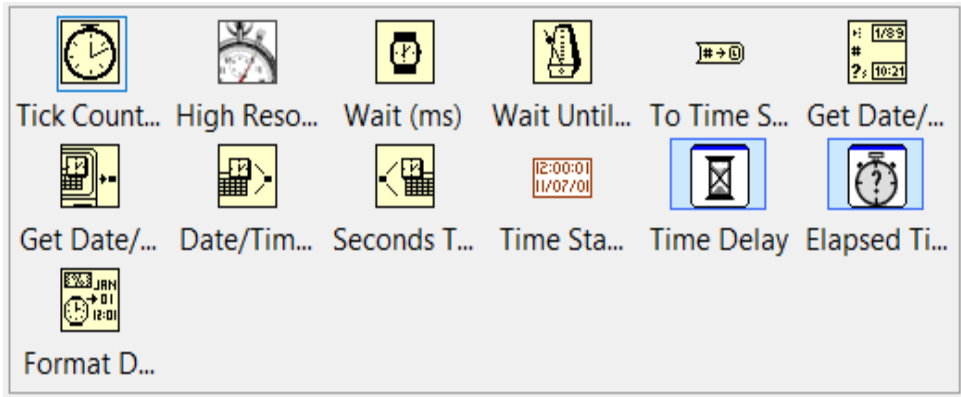 1/89
#
?: 10:21
#→
Tick Count... High Reso... Wait (ms) Wait Until... To Time S... Get Date/...
12:00:01
11/07/01
?
Get Date/... Date/Tim... Seconds T... Time Sta... Time Delay Elapsed Ti...
JAN
01
12:01
Format D...